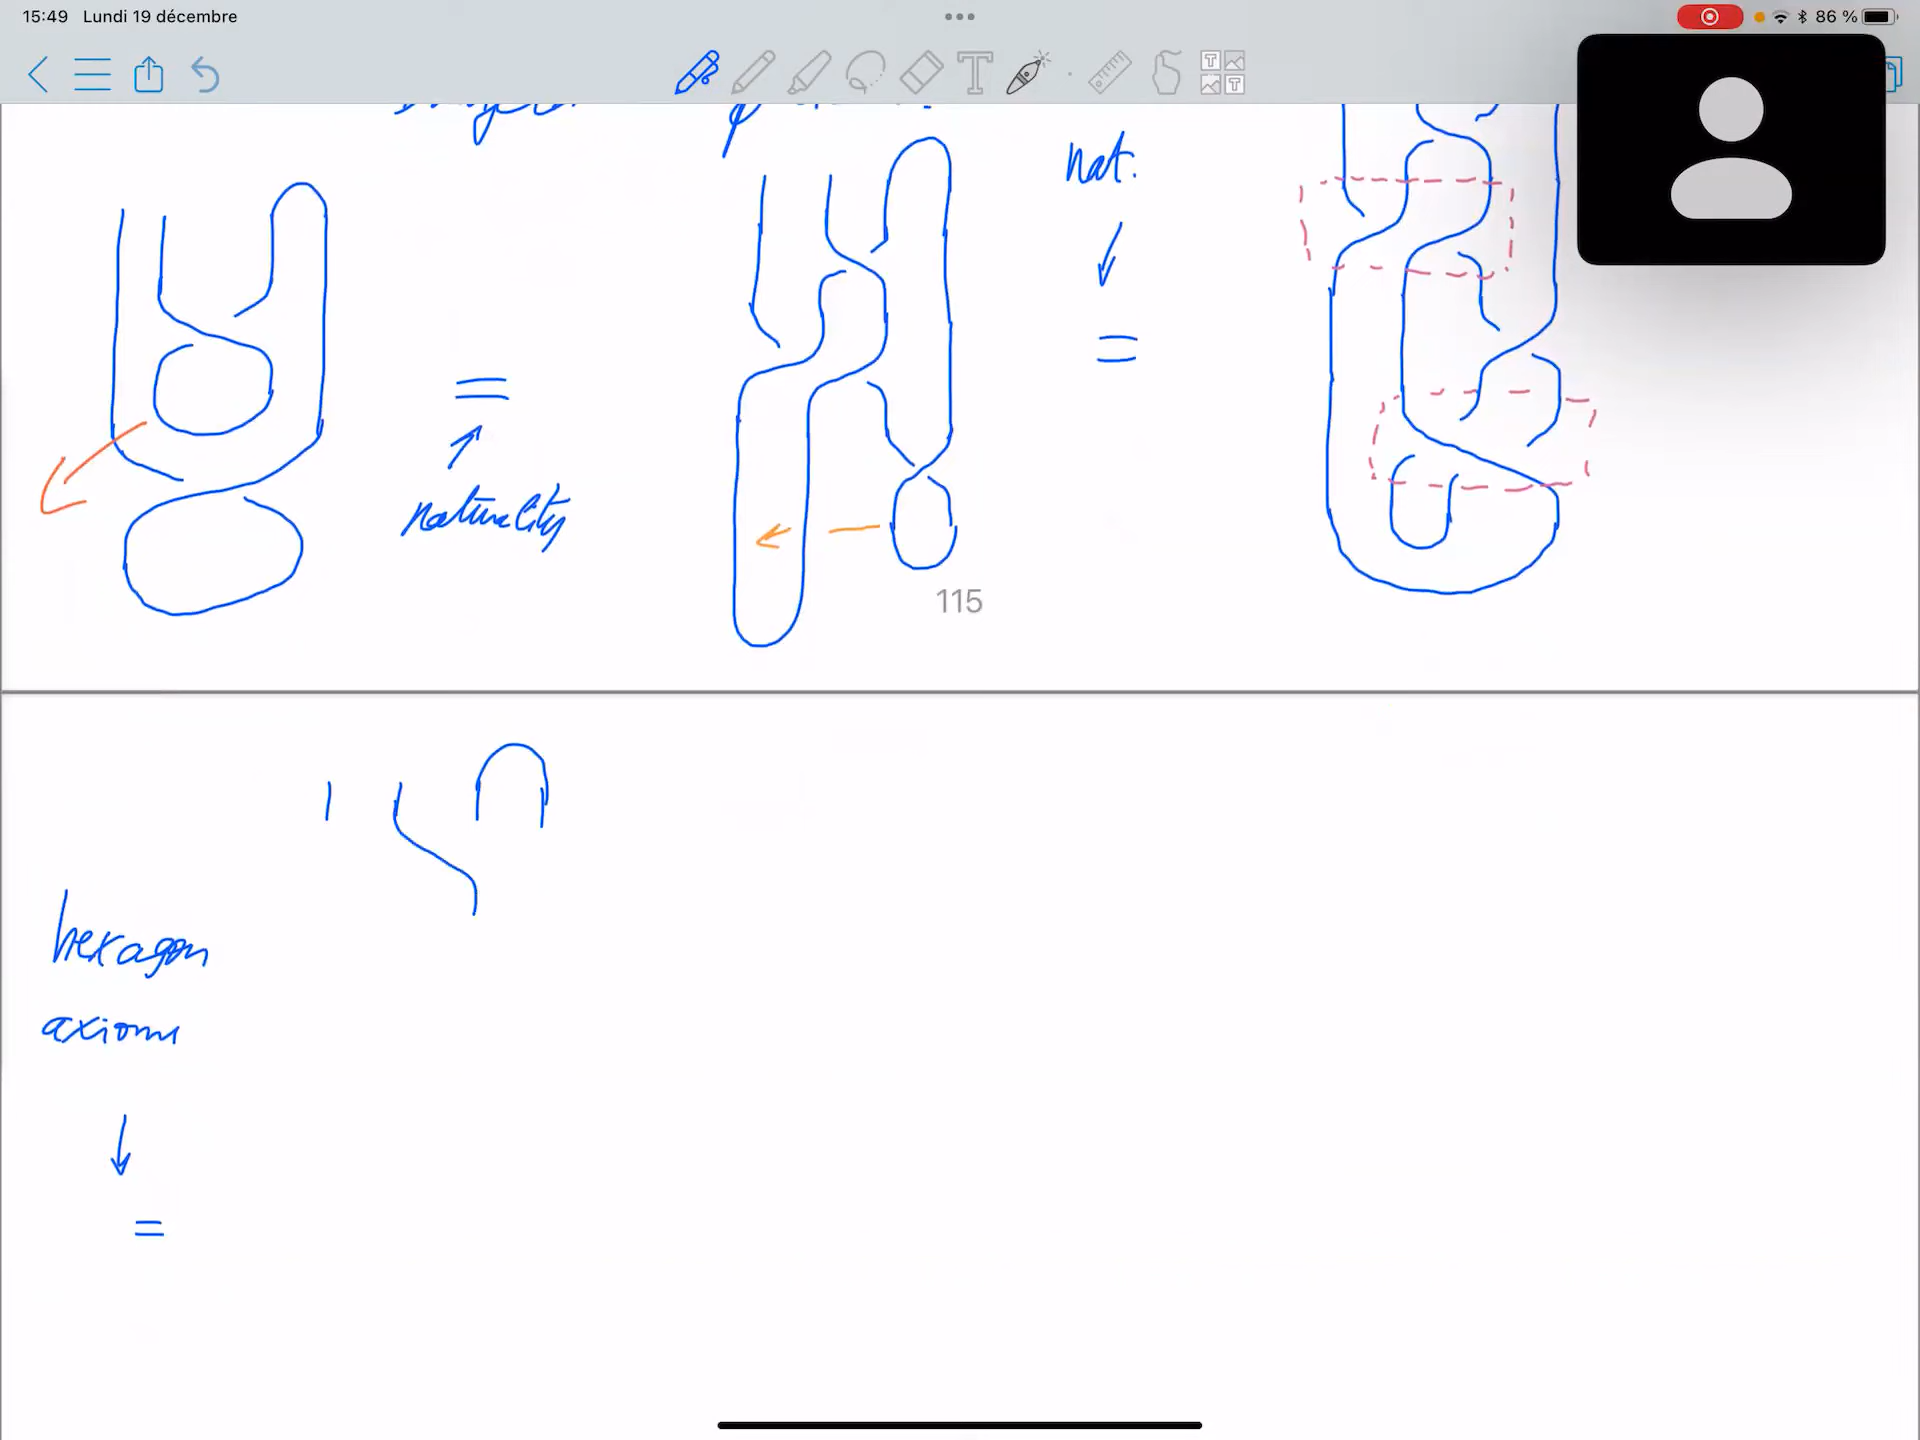 15:49 Lundi 19 décembre
86 %
nat.
=
=
naturality
115
hexagon
axioms
=